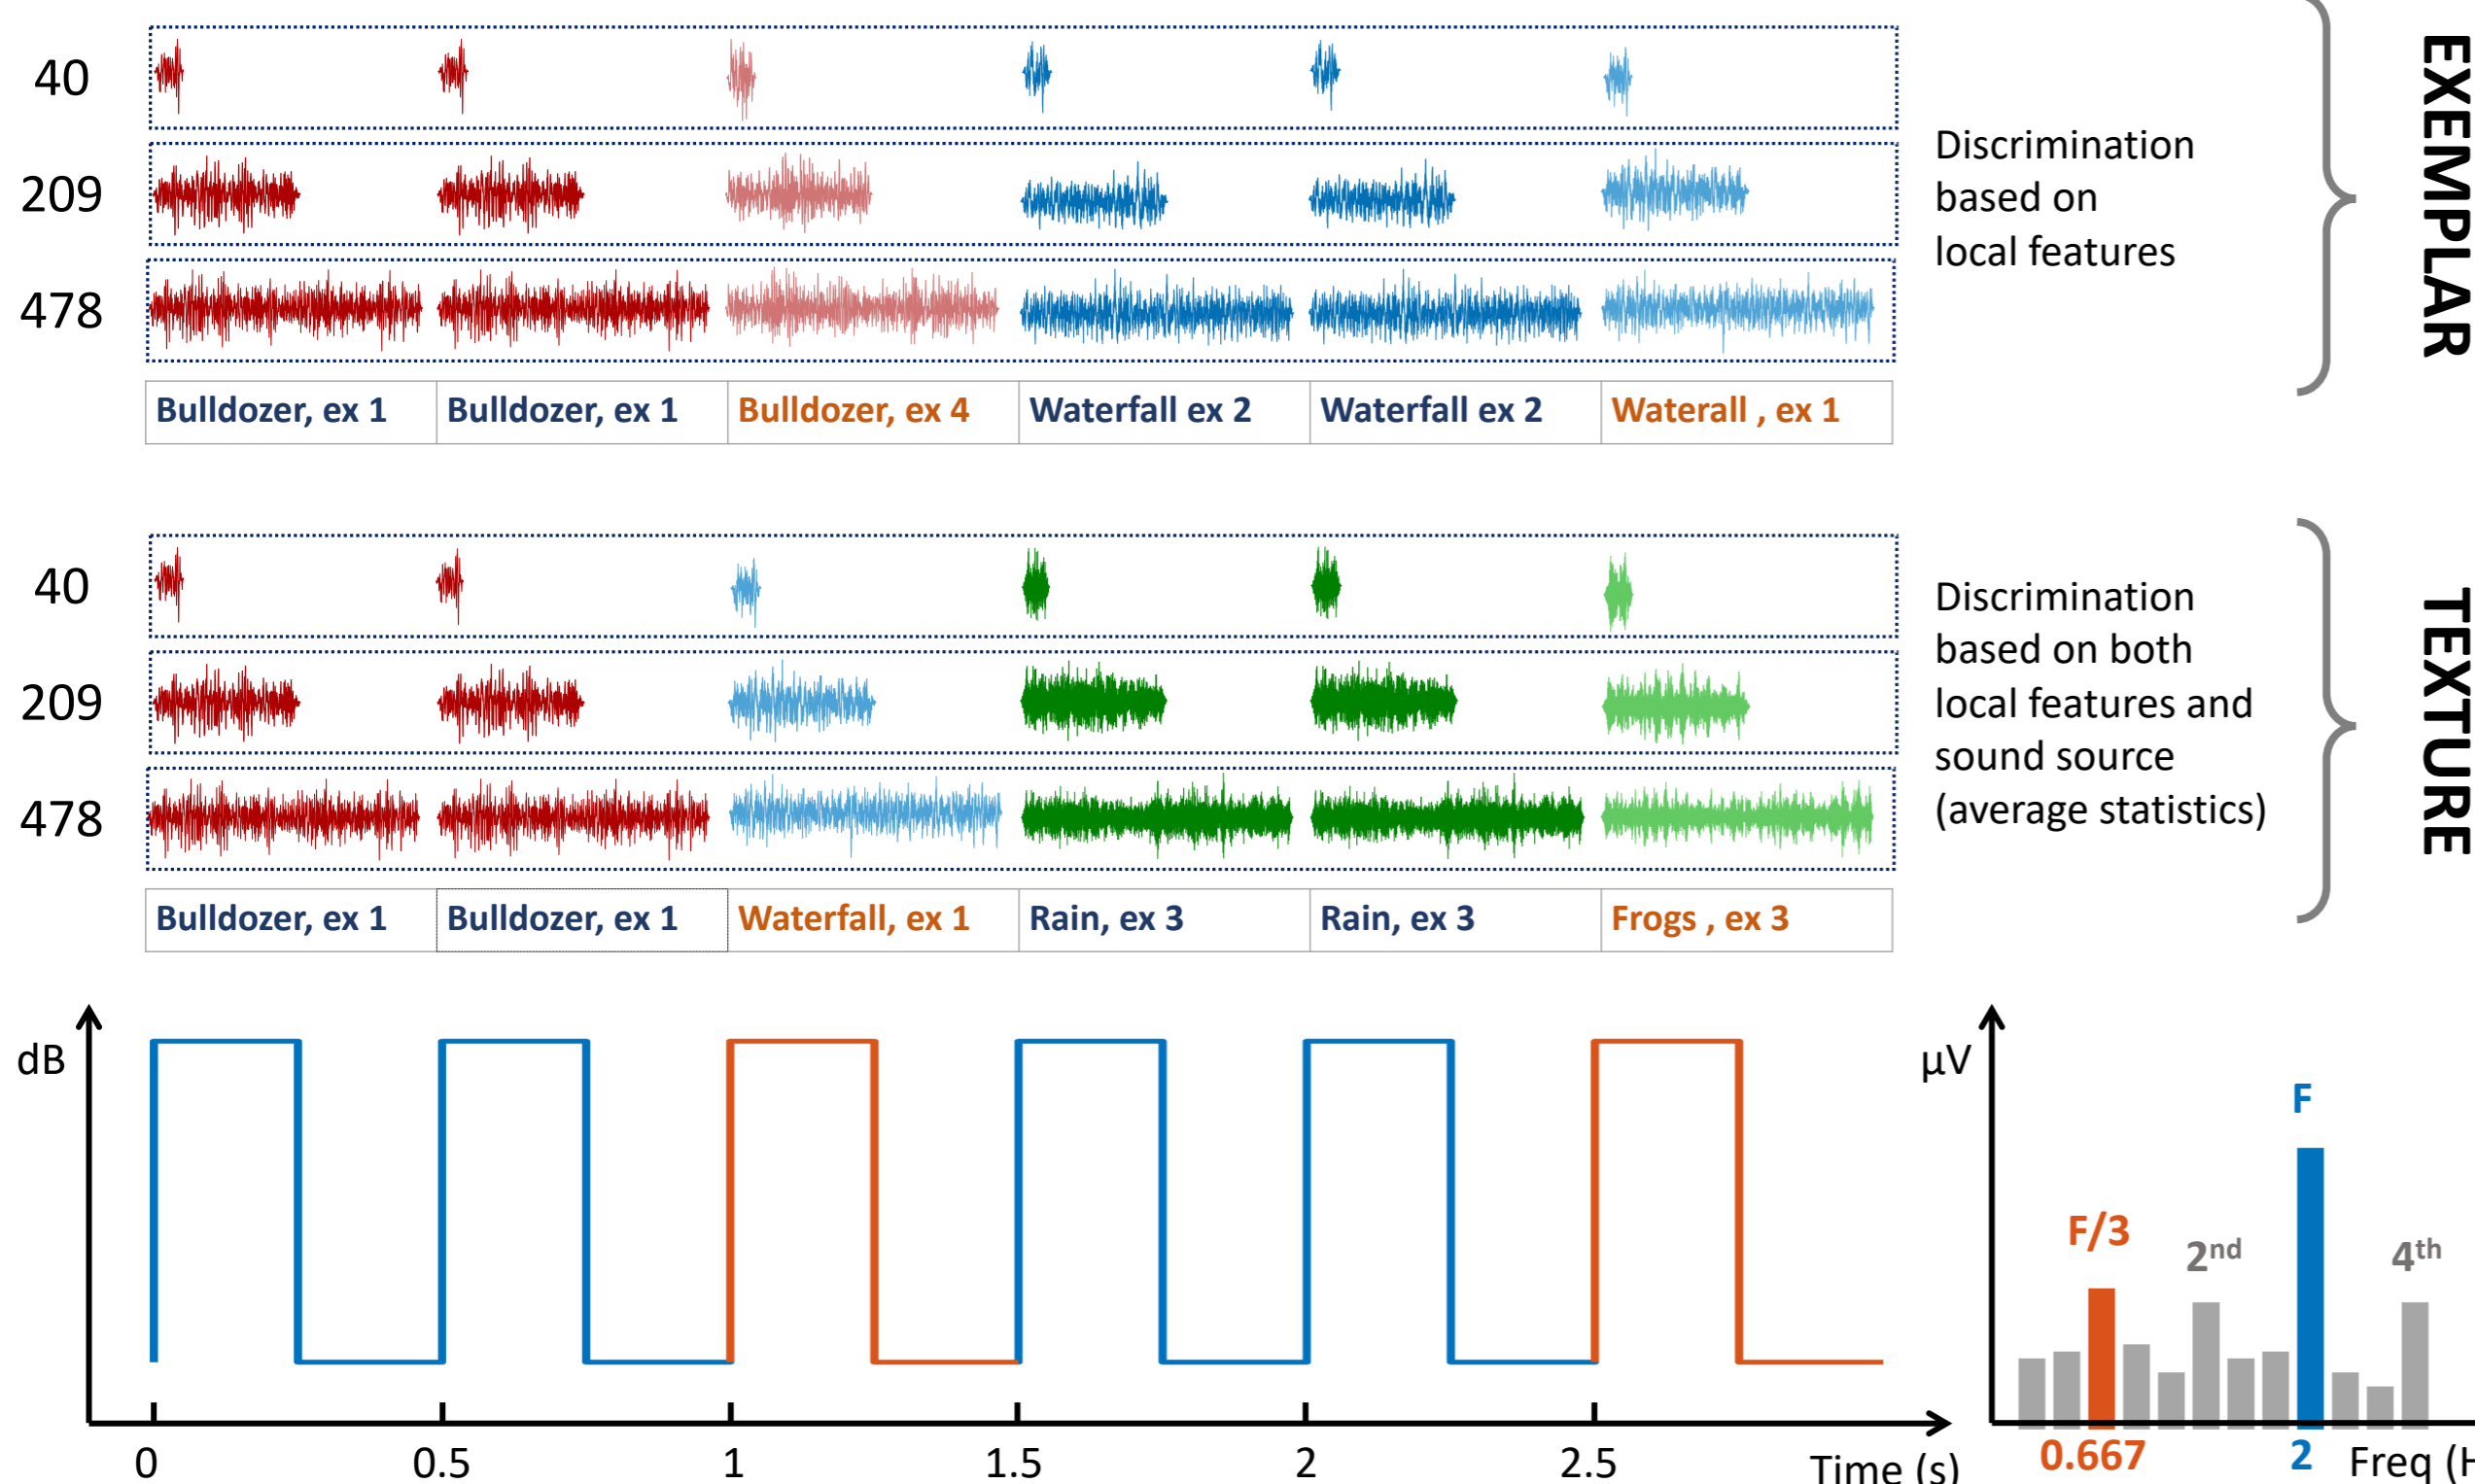 40
209
478
Discrimination
based on
local features
EXEMPLAR
Bulldozer, ex 1 Bulldozer, ex 1 Bulldozer, ex 4 Waterfall ex 2 Waterfall ex 2 Waterall , ex 1
40
209
478
Discrimination
based on both
local features and
sound source
(average statistics)
TEXTURE
Bulldozer, ex 1 Bulldozer, ex 1 Waterfall, ex 1 Rain, ex 3 Rain, ex 3 Frogs , ex 3
dB
0 0.5 1 1.5 2 2.5 Time (s)
µV
F
F/3 2nd 4th
0.667 2 Freq (H